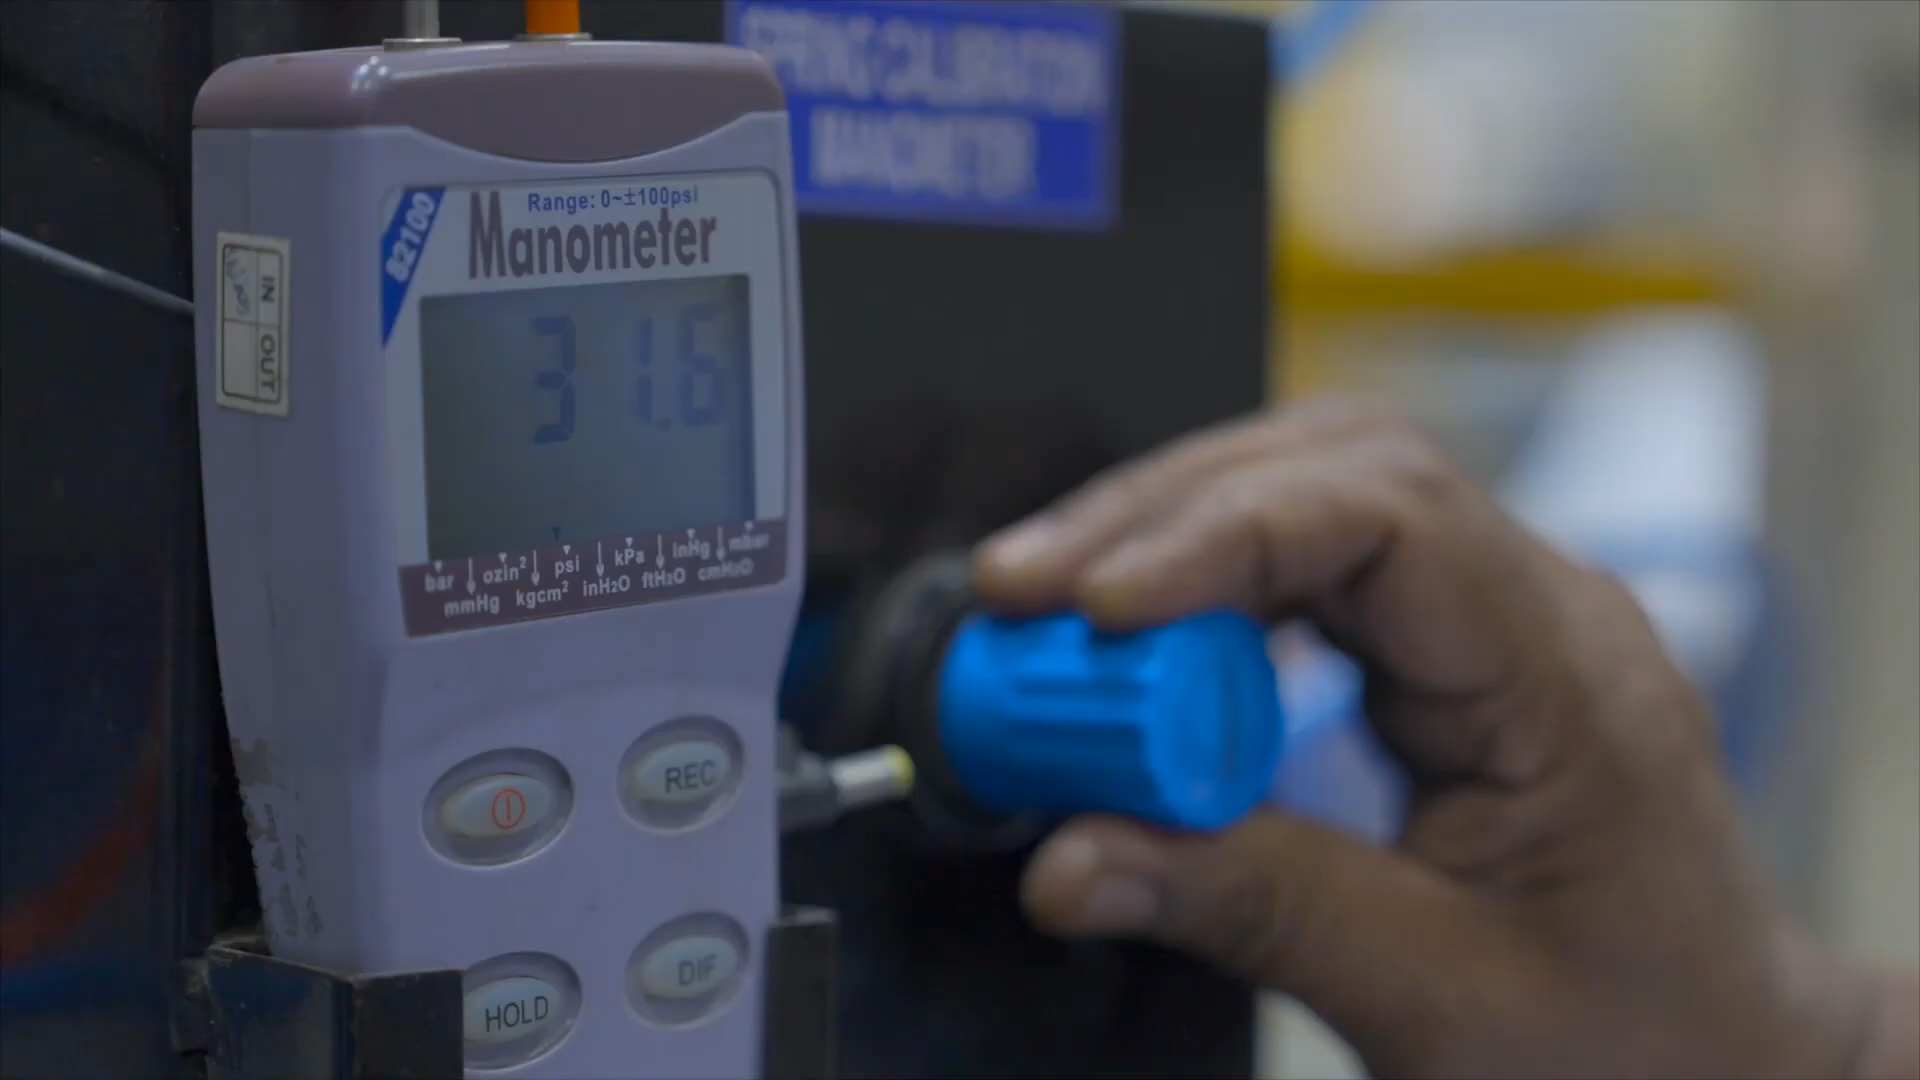 SPRING CALIBRATION
MANOMETER
Range: 0~±100psi
82100
Manometer
IN
OUT
31.6
bar ozin² psi kPa inHg mbar
mmHg kgcm² inH₂O ftH₂O cmH₂O
REC
HOLD
DIF